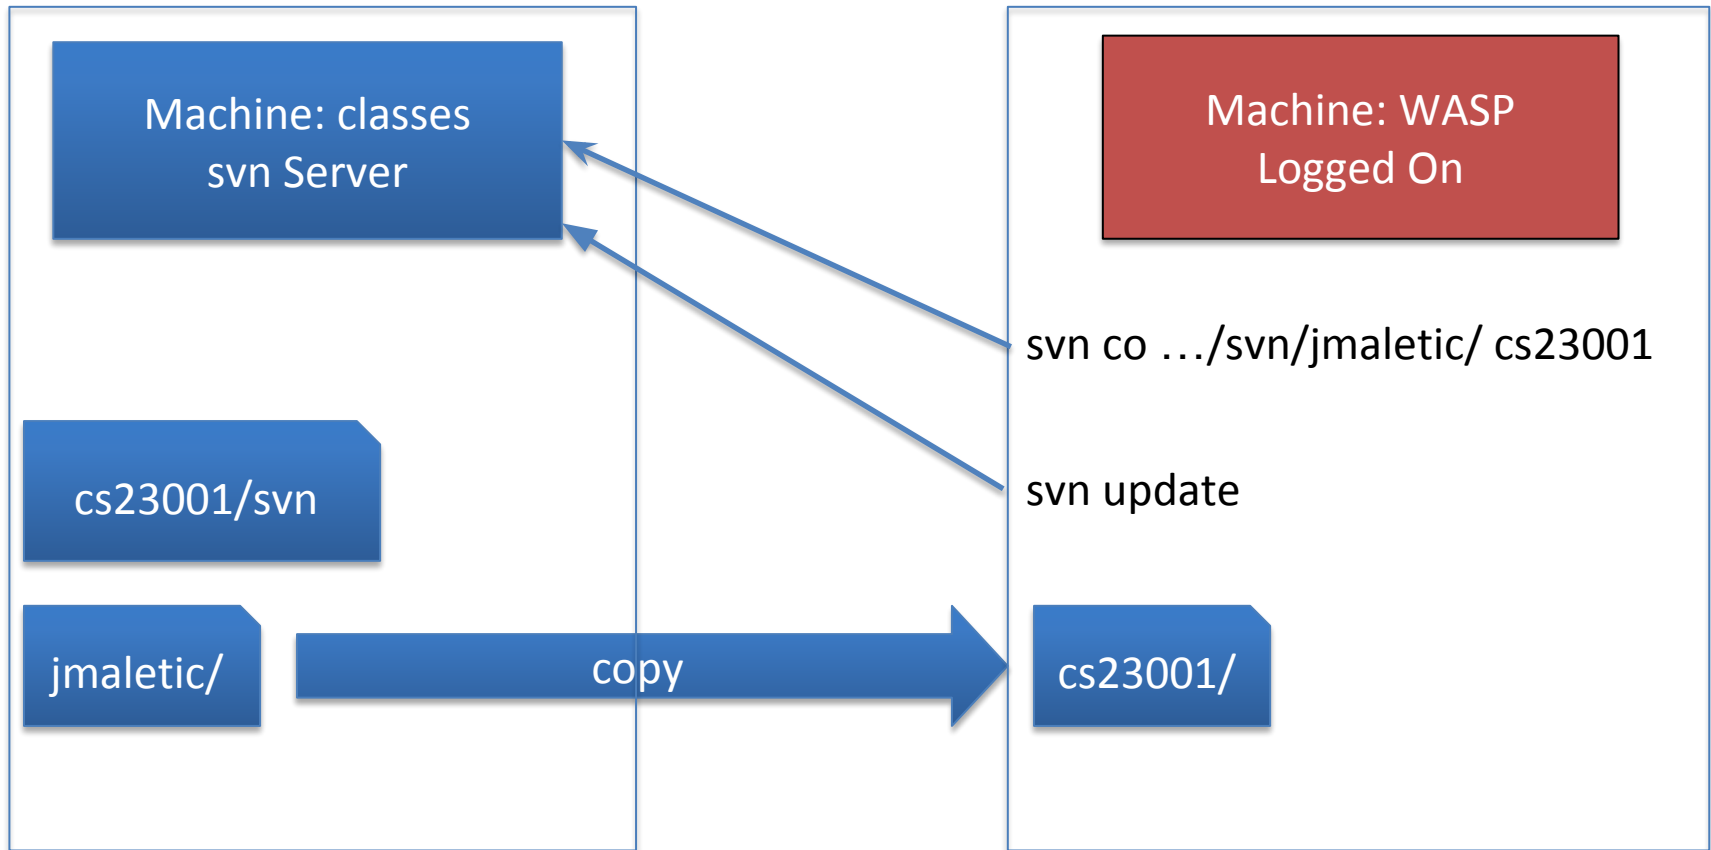 Machine: classes
svn Server
Machine: WASP
Logged On
svn co .../svn/jmaletic/ cs23001
svn update
cs23001/svn
jmaletic/
copy
cs23001/